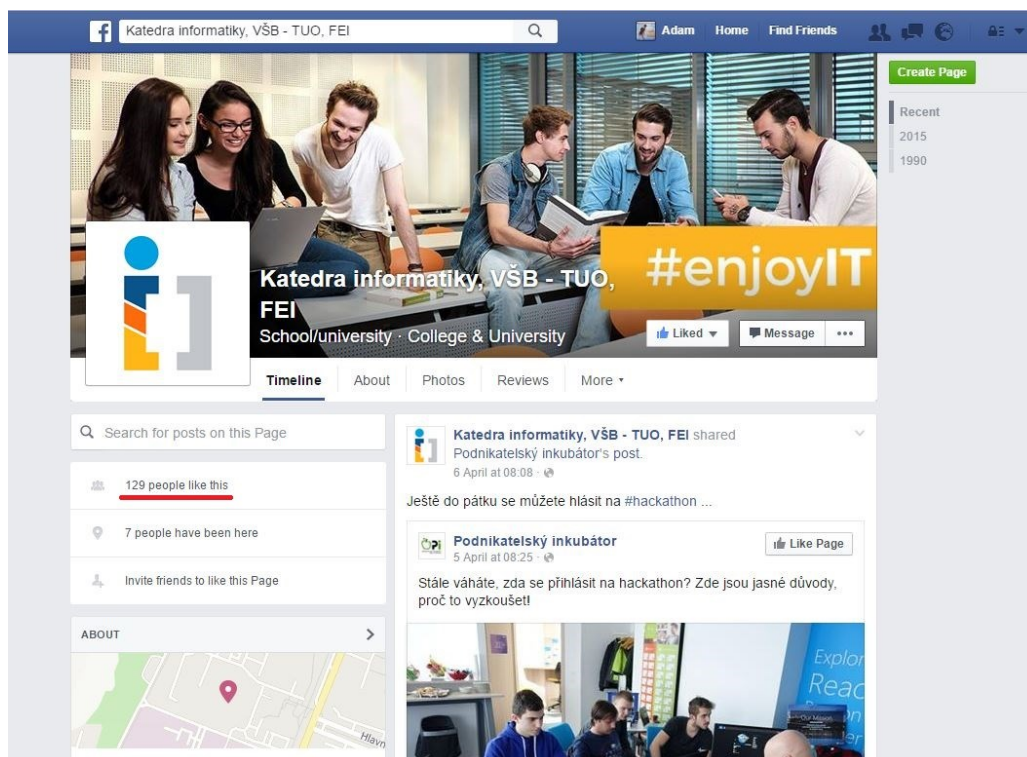 Katedra informatiky, VŠB - TUO, FEI
Adam Home Find Friends
Create Page
Recent
2015
1990
#enjoyIT
Katedra informatiky, VŠB - TUO,
FEI
School/university · College & University
Liked
Message
Timeline About Photos Reviews More
Search for posts on this Page
129 people like this
7 people have been here
Invite friends to like this Page
ABOUT
Hlavn
Katedra informatiky, VŠB - TUO, FEI shared
Podnikatelský inkubátor's post.
6 April at 08:08
Ještě do pátku se můžete hlásit na #hackathon ...
Podnikatelský inkubátor
5 April at 08:25
Like Page
Stále váháte, zda se přihlásit na hackathon? Zde jsou jasné důvody,
proč to vyzkoušet!
Explor
Reac